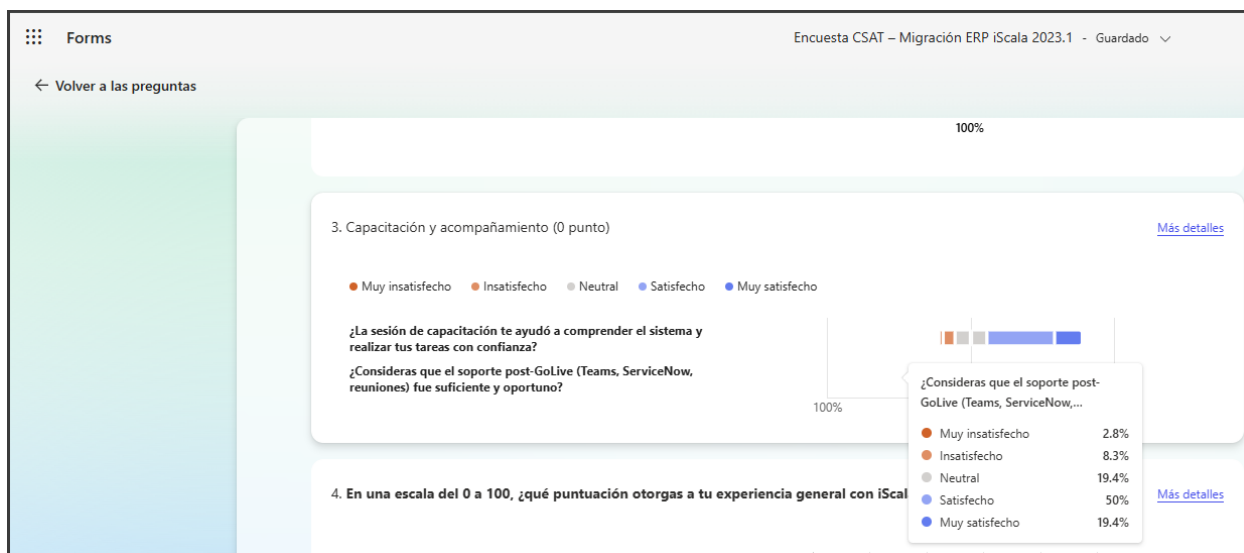 Forms
Encuesta CSAT – Migración ERP iScala 2023.1 - Guardado
Volver a las preguntas
100%
3. Capacitación y acompañamiento (0 punto)
Más detalles
Muy insatisfecho Insatisfecho Neutral Satisfecho Muy satisfecho
¿La sesión de capacitación te ayudó a comprender el sistema y
realizar tus tareas con confianza?
¿Consideras que el soporte post-GoLive (Teams, ServiceNow,
reuniones) fue suficiente y oportuno?
100%
¿Consideras que el soporte post-
GoLive (Teams, ServiceNow,...
Muy insatisfecho 2.8%
Insatisfecho 8.3%
Neutral 19.4%
Satisfecho 50%
Muy satisfecho 19.4%
4. En una escala del 0 a 100, ¿qué puntuación otorgas a tu experiencia general con iScal
Más detalles